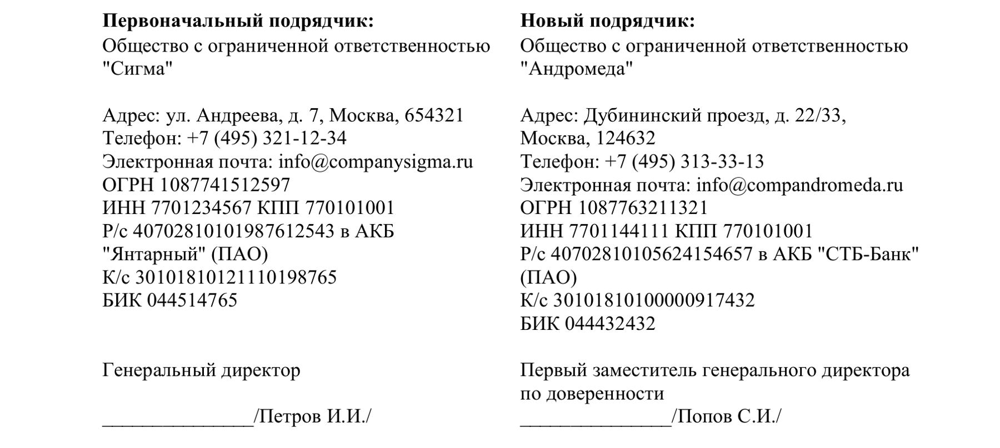 Первоначальный подрядчик:
Общество с ограниченной ответственностью
"Сигма"
Адрес: ул. Андреева, д. 7, Москва, 654321
Телефон: +7 (495) 321-12-34
Электронная почта: info@companysigma.ru
ОГРН 1087741512597
ИНН 7701234567 КПП 770101001
Р/с 40702810101987612543 в АКБ
"Янтарный" (ПАО)
К/с 30101810121110198765
БИК 044514765
Генеральный директор
_______________/Петров И.И./
Новый подрядчик:
Общество с ограниченной ответственностью
"Андромеда"
Адрес: Дубининский проезд, д. 22/33,
Москва, 124632
Телефон: +7 (495) 313-33-13
Электронная почта: info@compandromeda.ru
ОГРН 1087763211321
ИНН 7701144111 КПП 770101001
Р/с 40702810105624154657 в АКБ "СТБ-Банк"
(ПАО)
К/с 30101810100000917432
БИК 044432432
Первый заместитель генерального директора
по доверенности
_______________/Попов С.И./